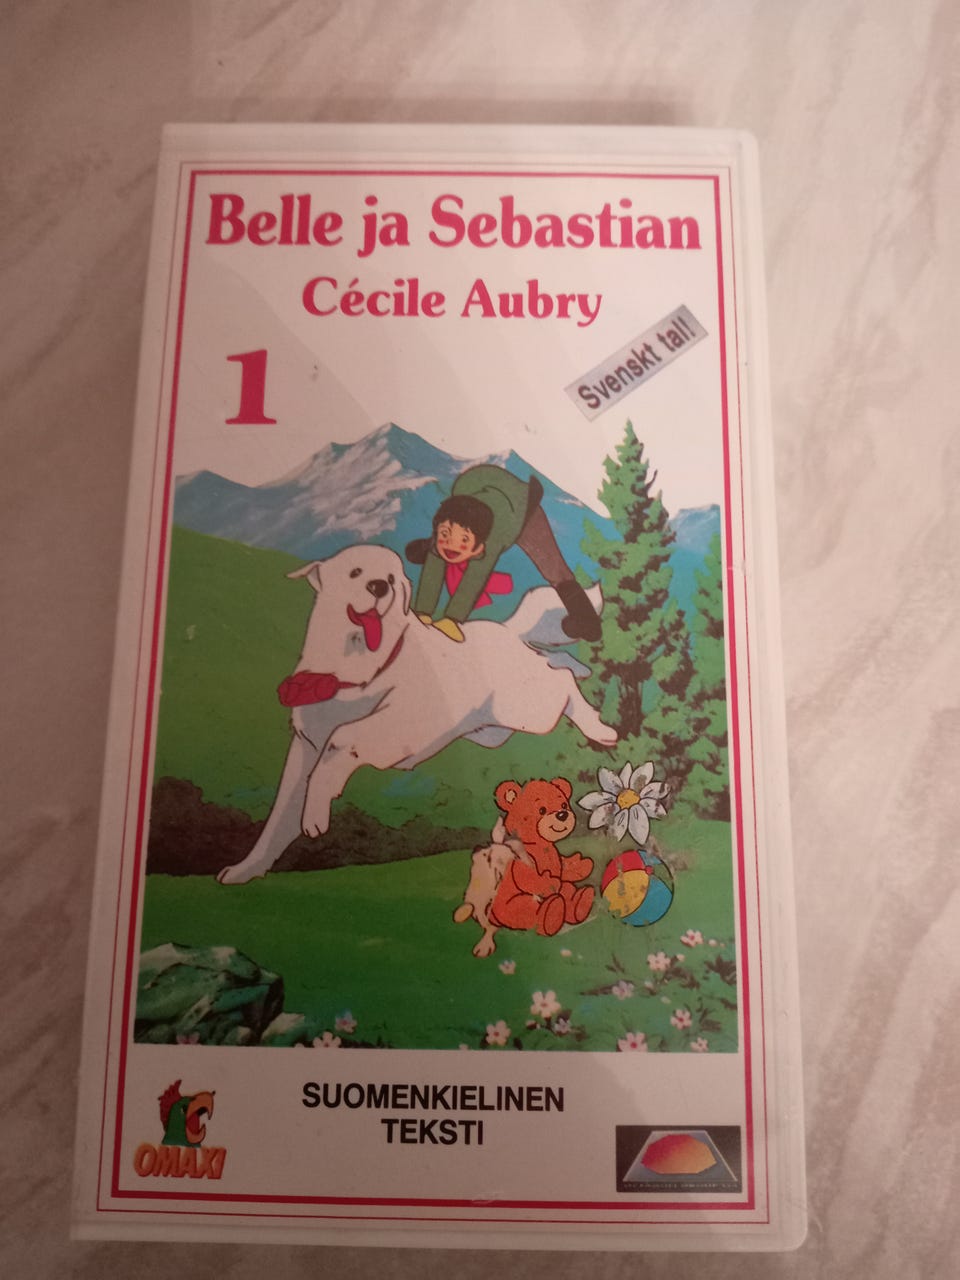 Belle ja Sebastian
Cécile Aubry
1
Svenskt tal!
SUOMENKIELINEN
TEKSTI
OMAXI